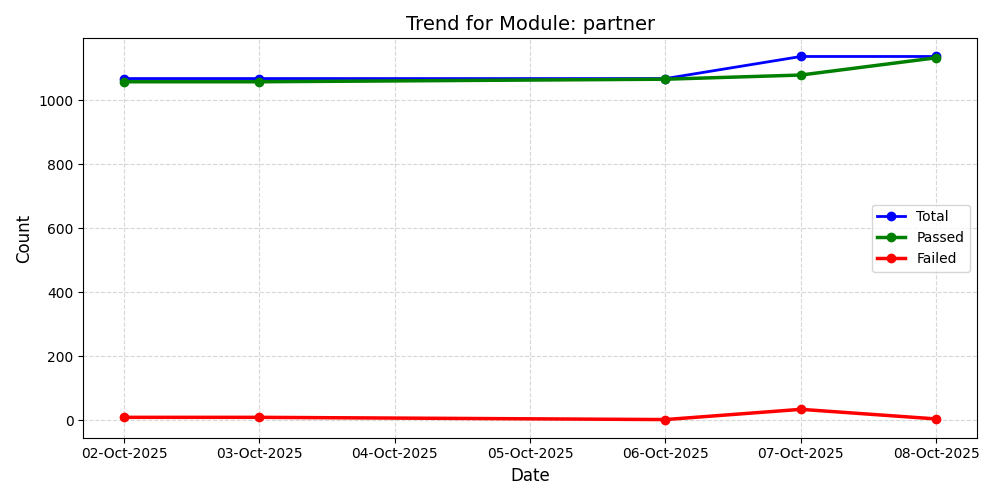 Trend for Module: partner
Count
1000
800
600
400
200
0
Total
Passed
Failed
02-Oct-2025 03-Oct-2025 04-Oct-2025 05-Oct-2025 06-Oct-2025 07-Oct-2025 08-Oct-2025
Date